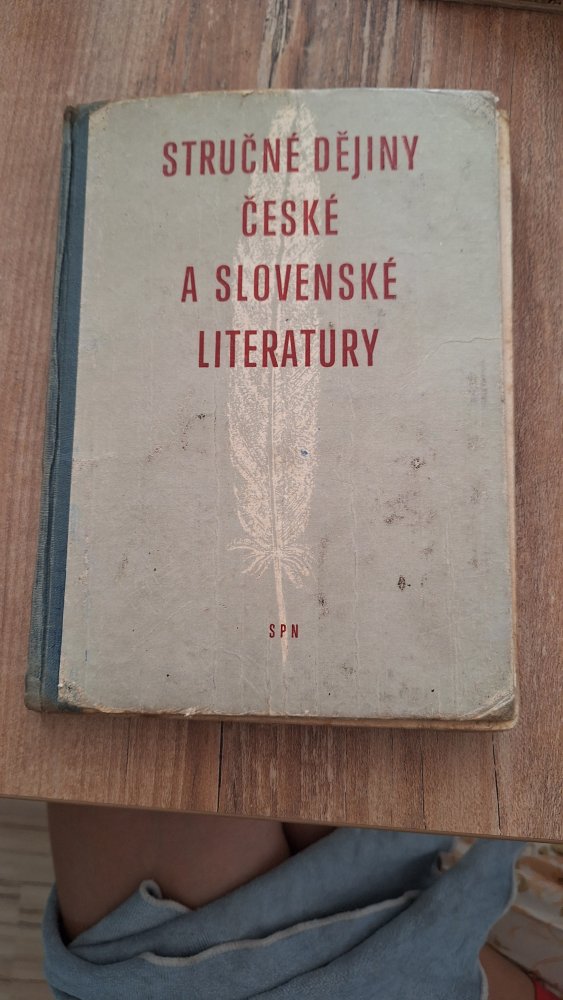 STRUČNÉ DĚJINY
ČESKÉ
A SLOVENSKÉ
LITERATURY
SPN